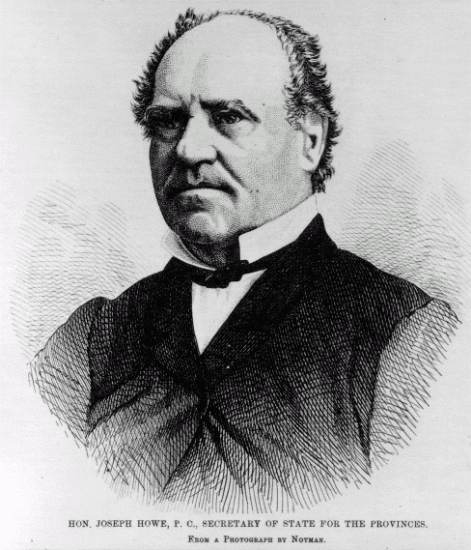 HON. JOSEPH HOWE, P. C., SECRETARY OF STATE FOR THE PROVINCES.
From a Photograph by Notman.